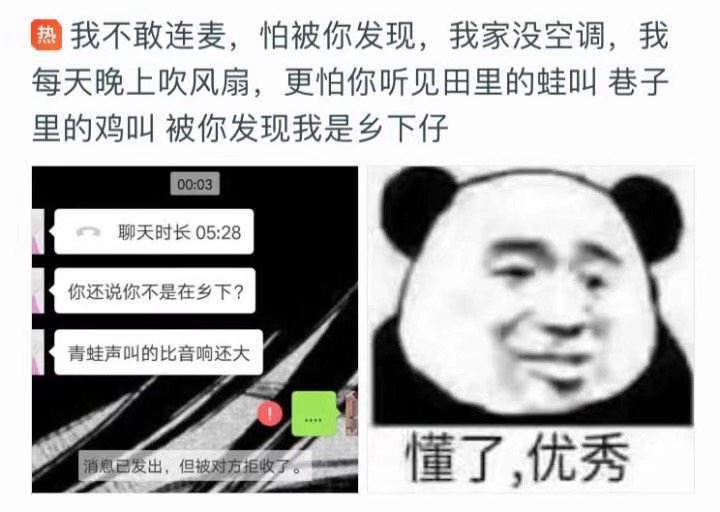 热 我不敢连麦，怕被你发现，我家没空调，我
每天晚上吹风扇，更怕你听见田里的蛙叫 巷子
里的鸡叫 被你发现我是乡下仔
00:03
聊天时长 05:28
你还说你不是在乡下？
青蛙声叫的比音响还大
!
....
消息已发出，但被对方拒收了。
懂了,优秀